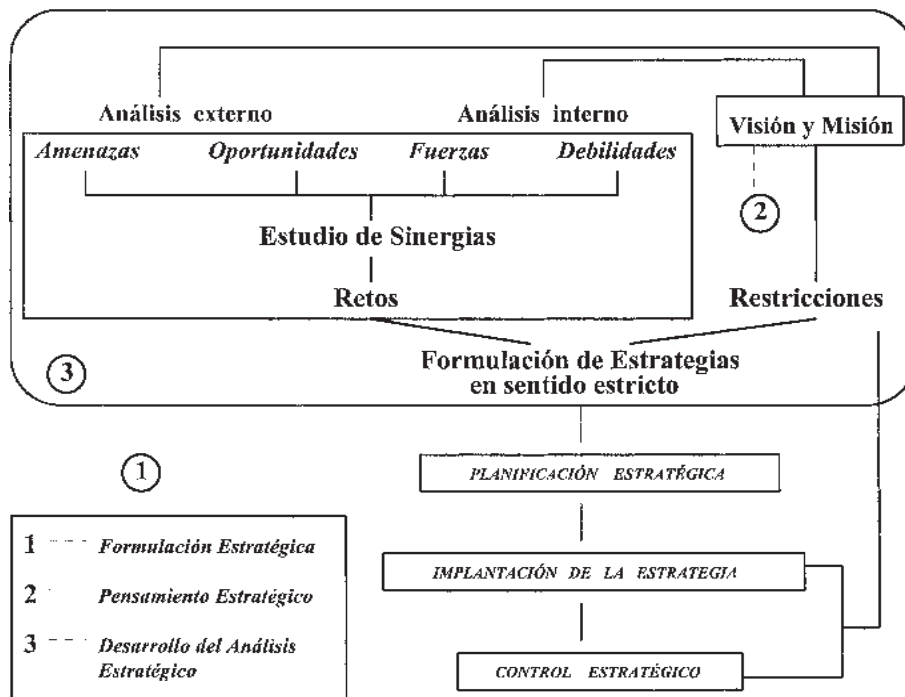 Análisis externo
Análisis interno
Visión y Misión
Amenazas
Oportunidades
Fuerzas
Debilidades
2
Estudio de Sinergias
Retos
Restricciones
Formulación de Estrategias
en sentido estricto
3
PLANIFICACIÓN ESTRATÉGICA
1
1 --- Formulación Estratégica
IMPLANTACIÓN DE LA ESTRATEGIA
2 --- Pensamiento Estratégico
3 --- Desarrollo del Análisis
Estratégico
CONTROL ESTRATÉGICO